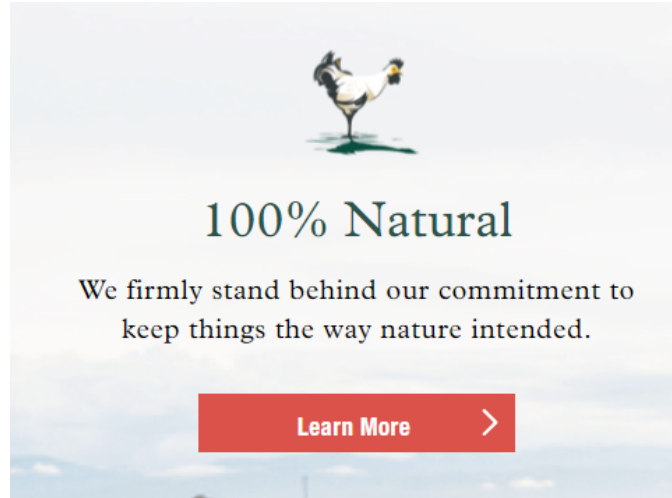 100% Natural
We firmly stand behind our commitment to
keep things the way nature intended.
Learn More